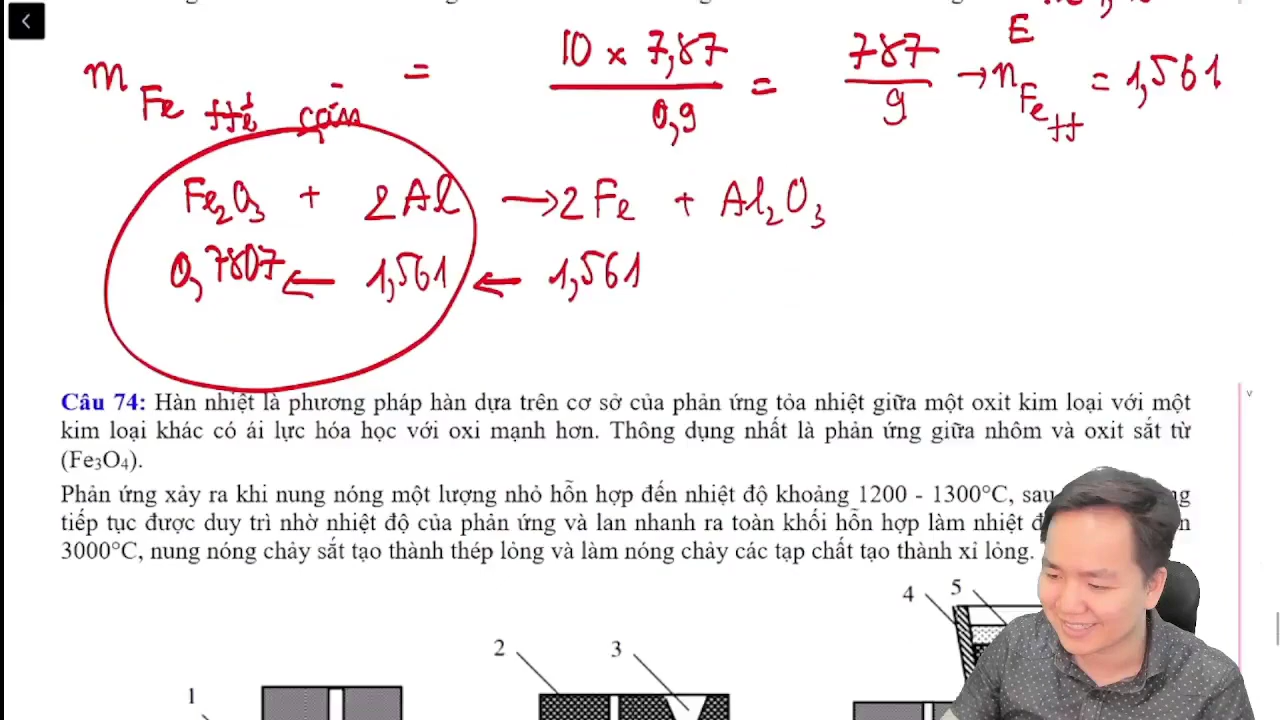 E
m Fe tt'ế cần = 10 × 7,87 / 0,9 = 787 / 9 → n Fe tt = 1,561
Fe₂O₃ + 2Al → 2Fe + Al₂O₃
0,7807 ← 1,561 ← 1,561
Câu 74: Hàn nhiệt là phương pháp hàn dựa trên cơ sở của phản ứng tỏa nhiệt giữa một oxit kim loại với một
kim loại khác có ái lực hóa học với oxi mạnh hơn. Thông dụng nhất là phản ứng giữa nhôm và oxit sắt từ
(Fe₃O₄).
Phản ứng xảy ra khi nung nóng một lượng nhỏ hỗn hợp đến nhiệt độ khoảng 1200 - 1300°C, sau
tiếp tục được duy trì nhờ nhiệt độ của phản ứng và lan nhanh ra toàn khối hỗn hợp làm nhiệt
3000°C, nung nóng chảy sắt tạo thành thép lỏng và làm nóng chảy các tạp chất tạo thành xỉ lỏng.
4 5
2 3
1